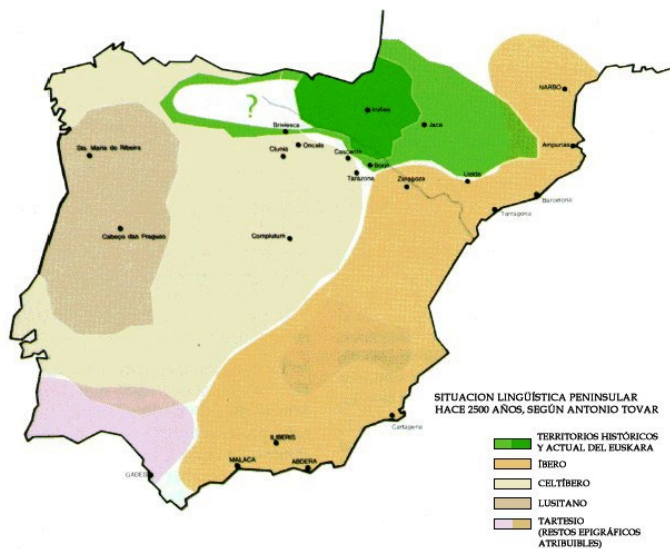 NARBO
?
Iruñea
Jaca
Briviesca
Sta. Maria de Ribeira
Oncala
Clunia
Cascante
Borja
Tarazona
Zaragoza
Lleida
Ampurias
Barcelona
Tarragona
Cabeço das Fraguas
Complutum
SITUACION LINGÜÍSTICA PENINSULAR
HACE 2500 AÑOS, SEGÚN ANTONIO TOVAR
Cartagena
TERRITORIOS HISTÓRICOS
Y ACTUAL DEL EUSKARA
ILIBERIS
ÍBERO
MALACA
ABDERA
GADES
CELTÍBERO
LUSITANO
TARTESIO
(RESTOS EPIGRÁFICOS
ATRIBUIBLES)